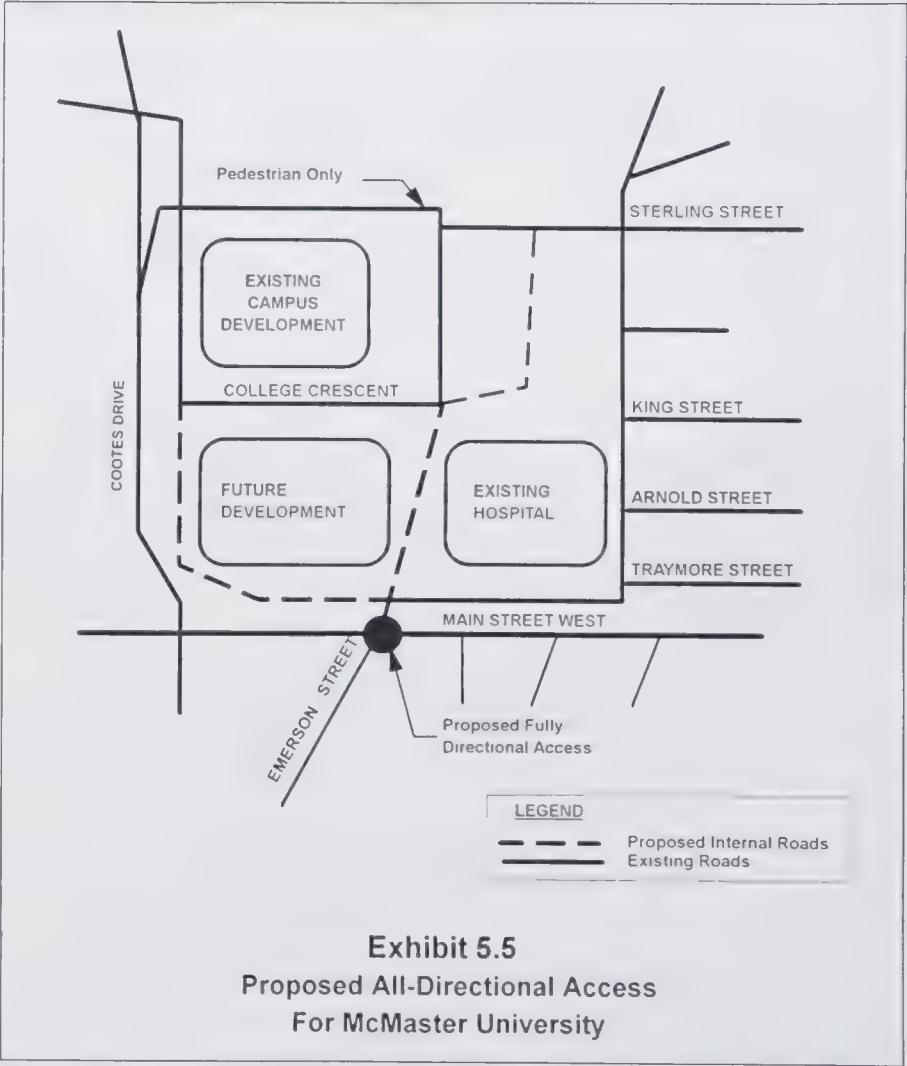 Pedestrian Only
STERLING STREET
EXISTING
CAMPUS
DEVELOPMENT
COOTES DRIVE
COLLEGE CRESCENT
KING STREET
FUTURE
DEVELOPMENT
EXISTING
HOSPITAL
ARNOLD STREET
TRAYMORE STREET
MAIN STREET WEST
EMERSON STREET
Proposed Fully
Directional Access
LEGEND
Proposed Internal Roads
Existing Roads
Exhibit 5.5
Proposed All-Directional Access
For McMaster University